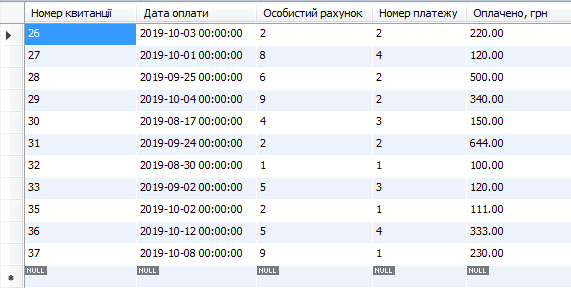 Номер квитанції Дата оплати Особистий рахунок Номер платежу Оплачено, грн
26 2019-10-03 00:00:00 2 2 220.00
27 2019-10-01 00:00:00 8 4 120.00
28 2019-09-25 00:00:00 6 2 500.00
29 2019-10-04 00:00:00 9 2 340.00
30 2019-08-17 00:00:00 4 3 150.00
31 2019-09-24 00:00:00 2 2 644.00
32 2019-08-30 00:00:00 1 1 100.00
33 2019-09-02 00:00:00 5 3 120.00
35 2019-10-02 00:00:00 2 1 111.00
36 2019-10-12 00:00:00 5 4 333.00
37 2019-10-08 00:00:00 9 1 230.00
NULL NULL NULL NULL NULL